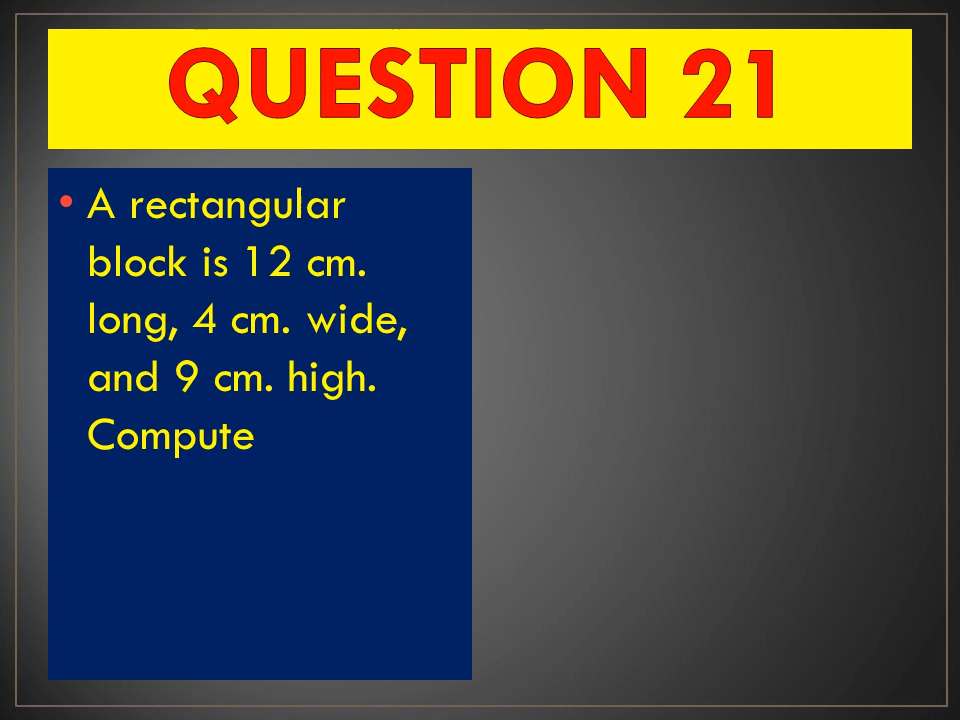 QUESTION 21
• A rectangular
block is 12 cm.
long, 4 cm. wide,
and 9 cm. high.
Compute